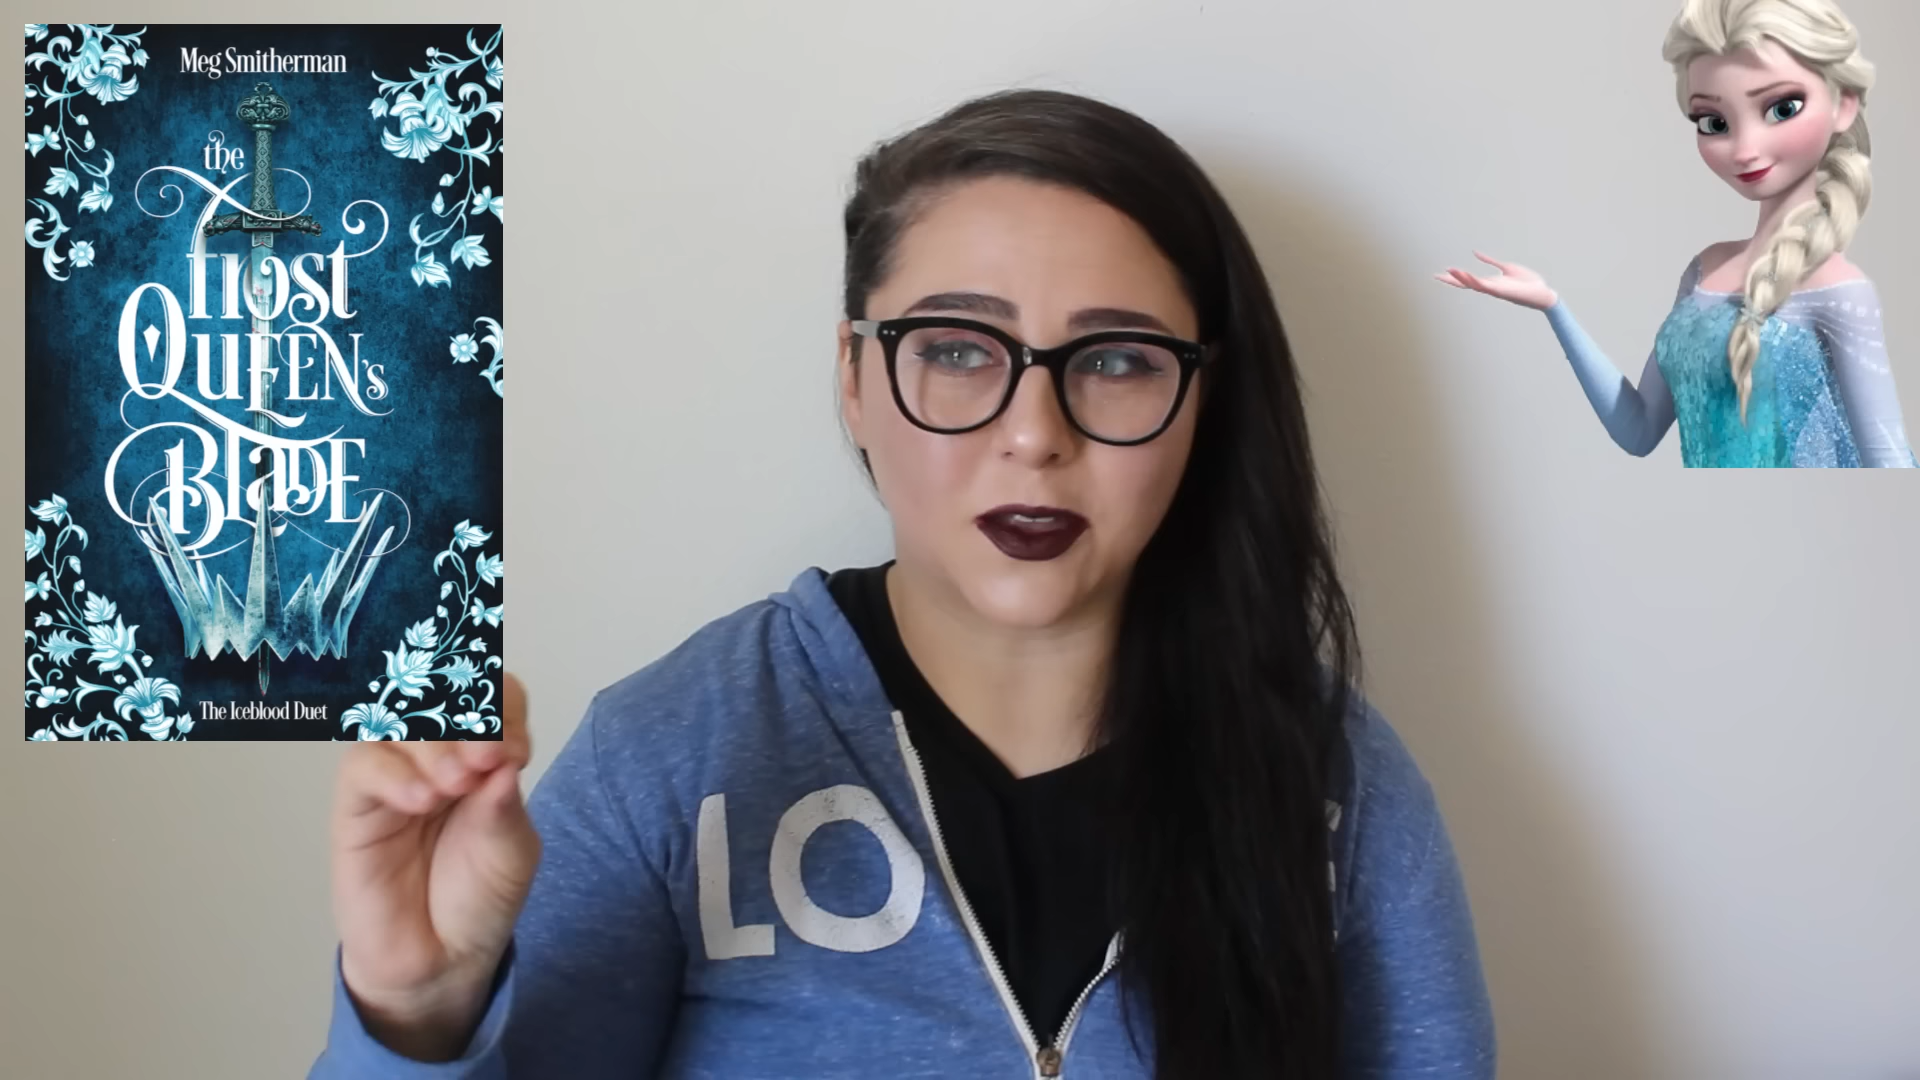 Meg Smitherman
the
Frost
Queen's
Blade
The Iceblood Duet
LO